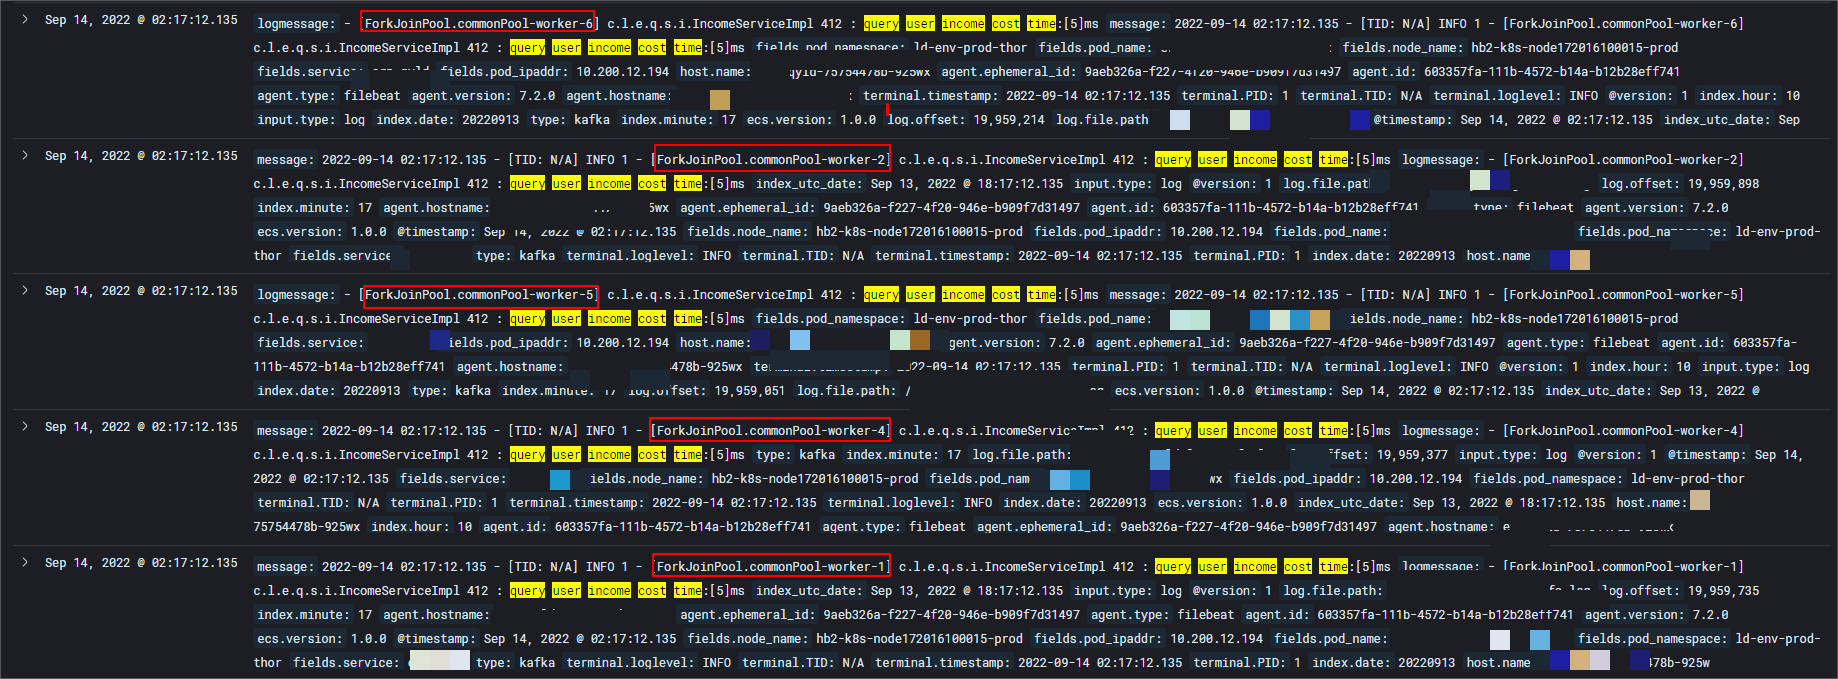 Sep 14, 2022 @ 02:17:12.135 logmessage: - [ForkJoinPool.commonPool-worker-6] c.l.e.q.s.i.IncomeServiceImpl 412 : query user income cost time:[5]ms message: 2022-09-14 02:17:12.135 - [TID: N/A] INFO 1 - [ForkJoinPool.commonPool-worker-6]
c.l.e.q.s.i.IncomeServiceImpl 412 : query user income cost time:[5]ms fields.pod_namespace: ld-env-prod-thor fields.pod_name: : fields.node_name: hb2-k8s-node172016100015-prod
fields.service: fields.pod_ipaddr: 10.200.12.194 host.name: qyld-75754478b-925wx agent.ephemeral_id: 9aeb326a-f227-4f20-946e-b909f7d31497 agent.id: 603357fa-111b-4572-b14a-b12b28eff741
agent.type: filebeat agent.version: 7.2.0 agent.hostname: : terminal.timestamp: 2022-09-14 02:17:12.135 terminal.PID: 1 terminal.TID: N/A terminal.loglevel: INFO @version: 1 index.hour: 10
input.type: log index.date: 20220913 type: kafka index.minute: 17 ecs.version: 1.0.0 log.offset: 19,959,214 log.file.path @timestamp: Sep 14, 2022 @ 02:17:12.135 index_utc_date: Sep
Sep 14, 2022 @ 02:17:12.135 message: 2022-09-14 02:17:12.135 - [TID: N/A] INFO 1 - [ForkJoinPool.commonPool-worker-2] c.l.e.q.s.i.IncomeServiceImpl 412 : query user income cost time:[5]ms logmessage: - [ForkJoinPool.commonPool-worker-2]
c.l.e.q.s.i.IncomeServiceImpl 412 : query user income cost time:[5]ms index_utc_date: Sep 13, 2022 @ 18:17:12.135 input.type: log @version: 1 log.file.path log.offset: 19,959,898
index.minute: 17 agent.hostname: 5wx agent.ephemeral_id: 9aeb326a-f227-4f20-946e-b909f7d31497 agent.id: 603357fa-111b-4572-b14a-b12b28eff741 type: filebeat agent.version: 7.2.0
ecs.version: 1.0.0 @timestamp: Sep 14, 2022 @ 02:17:12.135 fields.node_name: hb2-k8s-node172016100015-prod fields.pod_ipaddr: 10.200.12.194 fields.pod_name: fields.pod_namespace: ld-env-prod-
thor fields.service type: kafka terminal.loglevel: INFO terminal.TID: N/A terminal.timestamp: 2022-09-14 02:17:12.135 terminal.PID: 1 index.date: 20220913 host.name
Sep 14, 2022 @ 02:17:12.135 logmessage: - [ForkJoinPool.commonPool-worker-5] c.l.e.q.s.i.IncomeServiceImpl 412 : query user income cost time:[5]ms message: 2022-09-14 02:17:12.135 - [TID: N/A] INFO 1 - [ForkJoinPool.commonPool-worker-5]
c.l.e.q.s.i.IncomeServiceImpl 412 : query user income cost time:[5]ms fields.pod_namespace: ld-env-prod-thor fields.pod_name: ields.node_name: hb2-k8s-node172016100015-prod
fields.service: ields.pod_ipaddr: 10.200.12.194 host.name: gent.version: 7.2.0 agent.ephemeral_id: 9aeb326a-f227-4f20-946e-b909f7d31497 agent.type: filebeat agent.id: 603357fa-
111b-4572-b14a-b12b28eff741 agent.hostname: 478b-925wx terminal.timestamp: 2022-09-14 02:17:12.135 terminal.PID: 1 terminal.TID: N/A terminal.loglevel: INFO @version: 1 index.hour: 10 input.type: log
index.date: 20220913 type: kafka index.minute: 17 log.offset: 19,959,051 log.file.path: / ecs.version: 1.0.0 @timestamp: Sep 14, 2022 @ 02:17:12.135 index_utc_date: Sep 13, 2022 @
Sep 14, 2022 @ 02:17:12.135 message: 2022-09-14 02:17:12.135 - [TID: N/A] INFO 1 - [ForkJoinPool.commonPool-worker-4] c.l.e.q.s.i.IncomeServiceImpl 412 : query user income cost time:[5]ms logmessage: - [ForkJoinPool.commonPool-worker-4]
c.l.e.q.s.i.IncomeServiceImpl 412 : query user income cost time:[5]ms type: kafka index.minute: 17 log.file.path: ffset: 19,959,377 input.type: log @version: 1 @timestamp: Sep 14,
2022 @ 02:17:12.135 fields.service: ields.node_name: hb2-k8s-node172016100015-prod fields.pod_nam wx fields.pod_ipaddr: 10.200.12.194 fields.pod_namespace: ld-env-prod-thor
terminal.TID: N/A terminal.PID: 1 terminal.timestamp: 2022-09-14 02:17:12.135 terminal.loglevel: INFO index.date: 20220913 ecs.version: 1.0.0 index_utc_date: Sep 13, 2022 @ 18:17:12.135 host.name:
75754478b-925wx index.hour: 10 agent.id: 603357fa-111b-4572-b14a-b12b28eff741 agent.type: filebeat agent.ephemeral_id: 9aeb326a-f227-4f20-946e-b909f7d31497 agent.hostname: e
Sep 14, 2022 @ 02:17:12.135 message: 2022-09-14 02:17:12.135 - [TID: N/A] INFO 1 - [ForkJoinPool.commonPool-worker-1] c.l.e.q.s.i.IncomeServiceImpl 412 : query user income cost time:[5]ms logmessage: - [ForkJoinPool.commonPool-worker-1]
c.l.e.q.s.i.IncomeServiceImpl 412 : query user income cost time:[5]ms index_utc_date: Sep 13, 2022 @ 18:17:12.135 input.type: log @version: 1 log.file.path: log.offset: 19,959,735
index.minute: 17 agent.hostname: agent.ephemeral_id: 9aeb326a-f227-4f20-946e-b909f7d31497 agent.type: filebeat agent.id: 603357fa-111b-4572-b14a-b12b28eff741 agent.version: 7.2.0
ecs.version: 1.0.0 @timestamp: Sep 14, 2022 @ 02:17:12.135 fields.node_name: hb2-k8s-node172016100015-prod fields.pod_ipaddr: 10.200.12.194 fields.pod_name: fields.pod_namespace: ld-env-prod-
thor fields.service: type: kafka terminal.loglevel: INFO terminal.TID: N/A terminal.timestamp: 2022-09-14 02:17:12.135 terminal.PID: 1 index.date: 20220913 host.name 478b-925w